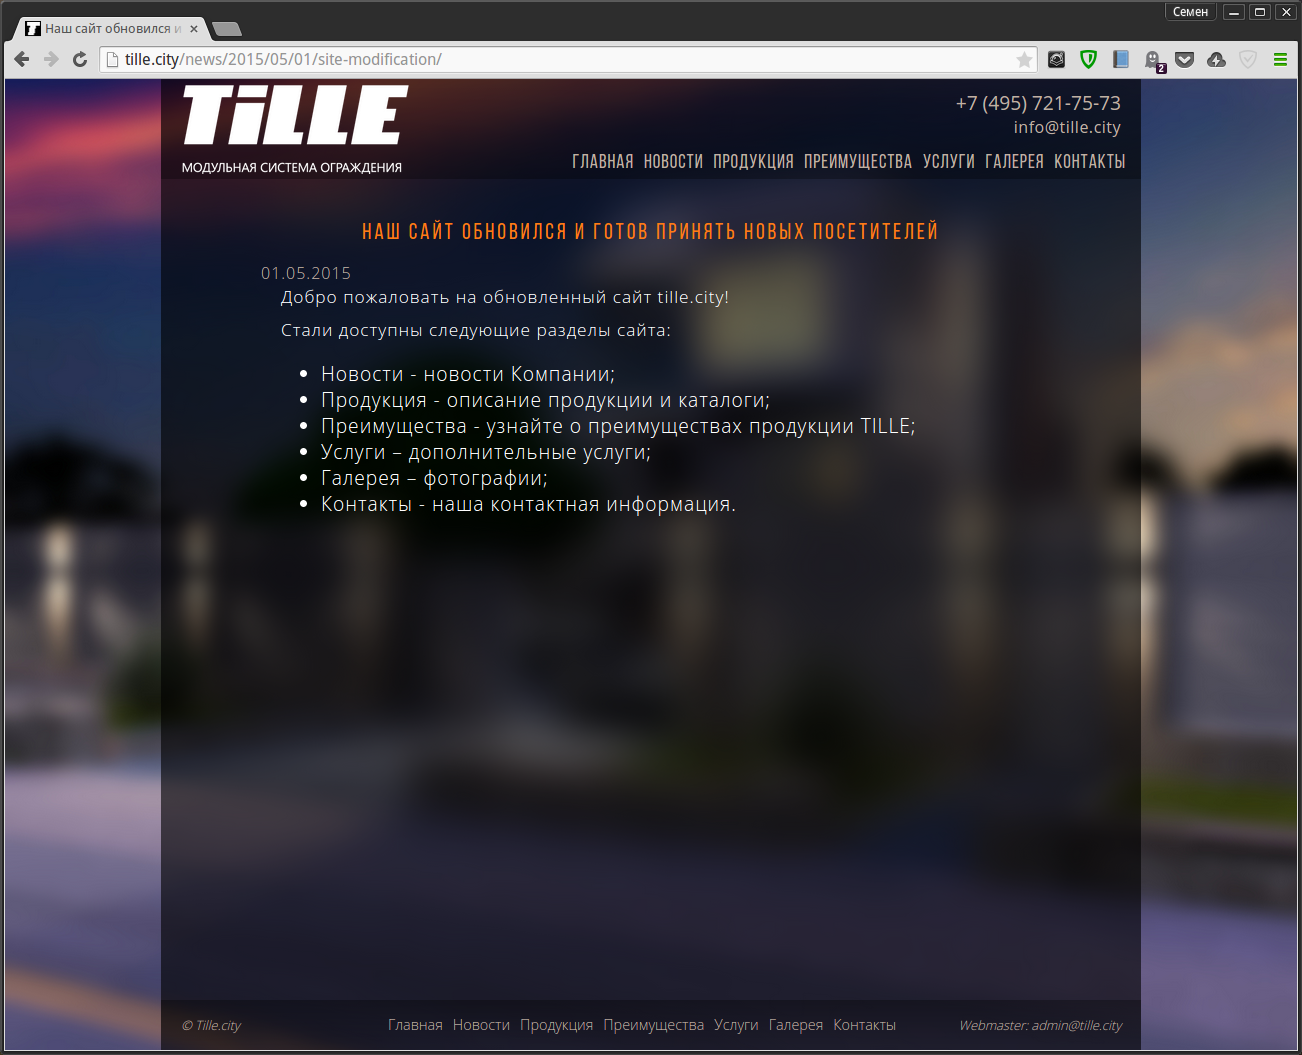 Семен
Наш сайт обновился и
tille.city/news/2015/05/01/site-modification/
2
TiLLE
МОДУЛЬНАЯ СИСТЕМА ОГРАЖДЕНИЯ
+7 (495) 721-75-73
info@tille.city
ГЛАВНАЯ НОВОСТИ ПРОДУКЦИЯ ПРЕИМУЩЕСТВА УСЛУГИ ГАЛЕРЕЯ КОНТАКТЫ
НАШ САЙТ ОБНОВИЛСЯ И ГОТОВ ПРИНЯТЬ НОВЫХ ПОСЕТИТЕЛЕЙ
01.05.2015
Добро пожаловать на обновленный сайт tille.city!
Стали доступны следующие разделы сайта:
• Новости - новости Компании;
• Продукция - описание продукции и каталоги;
• Преимущества - узнайте о преимуществах продукции TILLE;
• Услуги – дополнительные услуги;
• Галерея – фотографии;
• Контакты - наша контактная информация.
© Tille.city
Главная Новости Продукция Преимущества Услуги Галерея Контакты
Webmaster: admin@tille.city